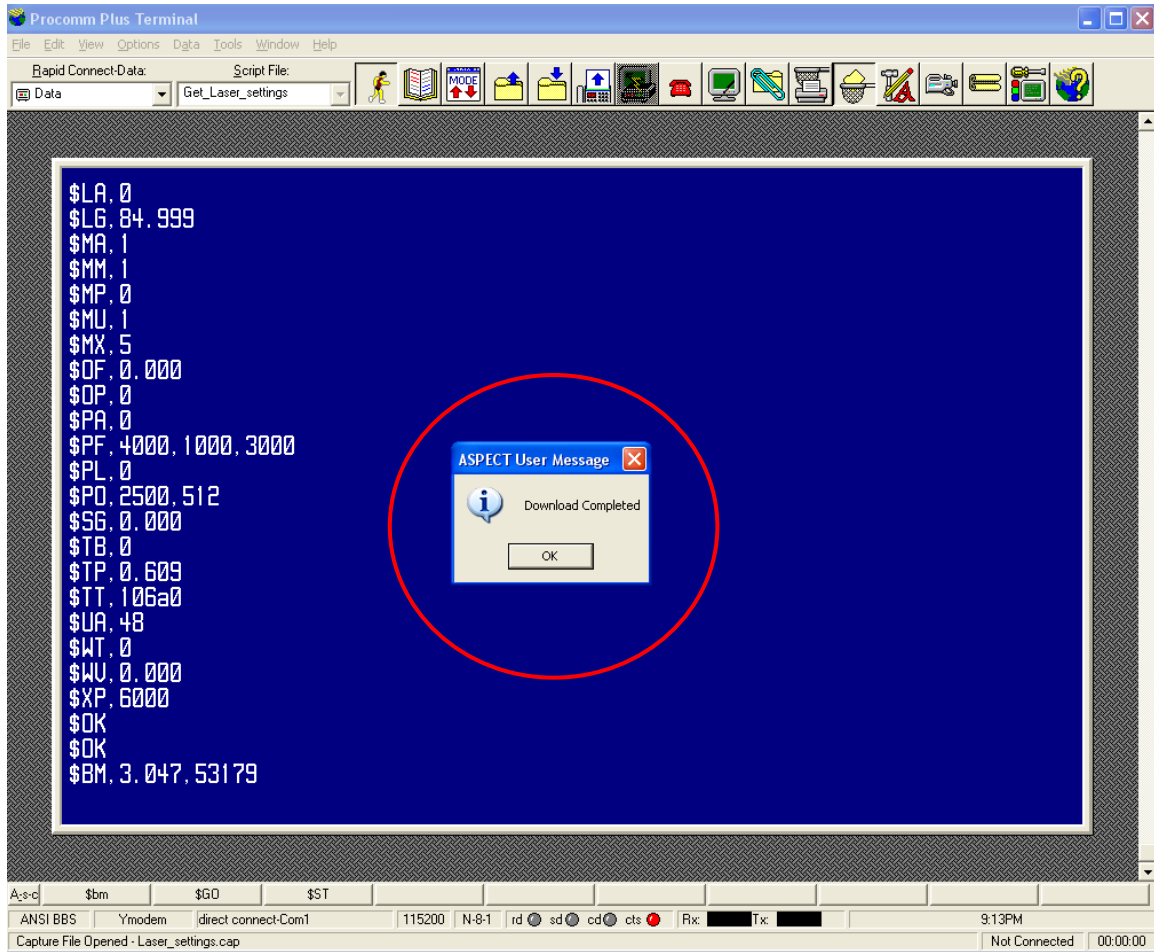 Procomm Plus Terminal
File Edit View Options Data Tools Window Help
Rapid Connect-Data: Script File:
Data Get_Laser_settings
MODE
$LA,0
$LG,84.999
$MA,1
$MM,1
$MP,0
$MU,1
$MX,5
$OF,0.000
$OP,0
$PA,0
$PF,4000,1000,3000
$PL,0
$PO,2500,512
$SG,0.000
$TB,0
$TP,0.609
$TT,106a0
$UA,48
$WT,0
$WV,0.000
$XP,6000
$OK
$OK
$BM,3.047,53179
ASPECT User Message
Download Completed
OK
A-s-c $bm $GO $ST
ANSI BBS Ymodem direct connect-Com1 115200 N-8-1 rd sd cd cts Rx: Tx: 9:13PM
Capture File Opened - Laser_settings.cap Not Connected 00:00:00